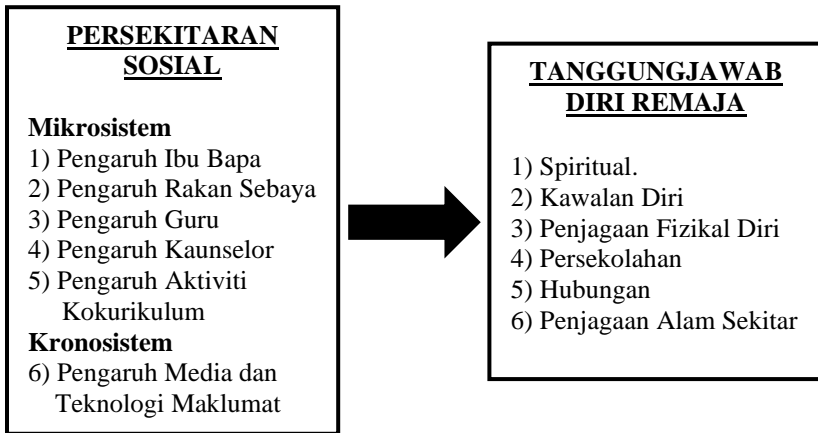 PERSEKITARAN
SOSIAL
Mikrosistem
1) Pengaruh Ibu Bapa
2) Pengaruh Rakan Sebaya
3) Pengaruh Guru
4) Pengaruh Kaunselor
5) Pengaruh Aktiviti
Kokurikulum
Kronosistem
6) Pengaruh Media dan
Teknologi Maklumat
TANGGUNGJAWAB
DIRI REMAJA
1) Spiritual.
2) Kawalan Diri
3) Penjagaan Fizikal Diri
4) Persekolahan
5) Hubungan
6) Penjagaan Alam Sekitar